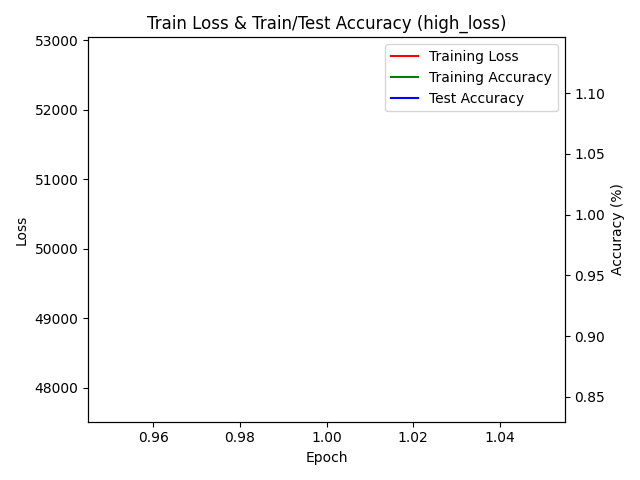 Train Loss & Train/Test Accuracy (high_loss)
Training Loss
Training Accuracy
Test Accuracy
Loss
53000
52000
51000
50000
49000
48000
Accuracy (%)
1.10
1.05
1.00
0.95
0.90
0.85
0.96 0.98 1.00 1.02 1.04
Epoch